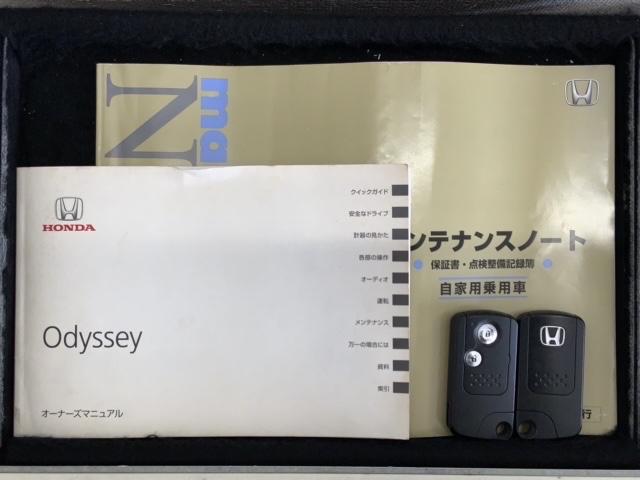 HONDA
Odyssey
オーナーズマニュアル
クイックガイド
安全なドライブ
計器の見かた
各部の操作
オーディオ
運転
メンテナンス
万一の場合には
資料
索引
ma
N
ンテナンスノート
保証書・点検整備記録簿
自家用乗用車
行